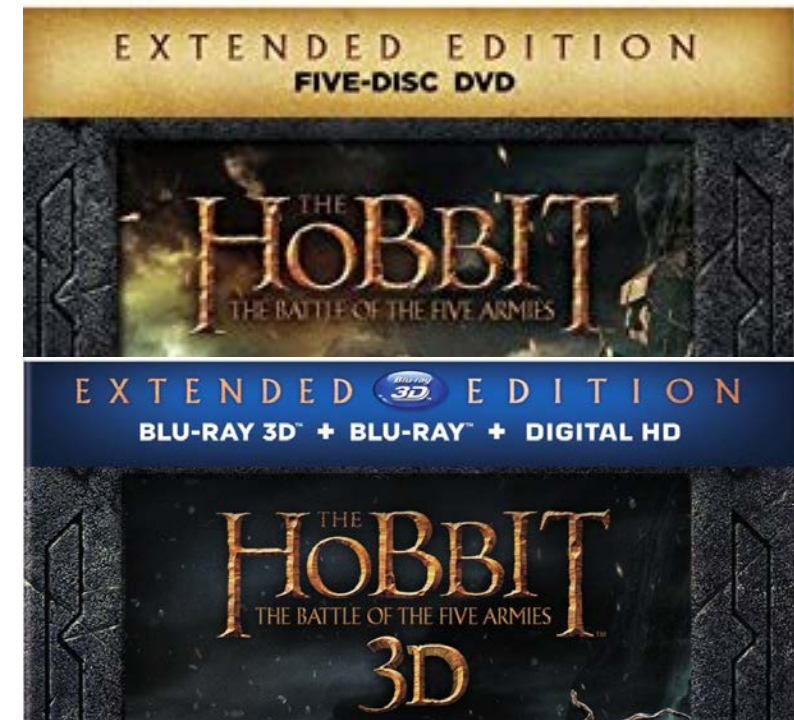 EXTENDED EDITION
FIVE-DISC DVD
THE
HOBBIT
THE BATTLE OF THE FIVE ARMIES
EXTENDED Blu-ray 3D EDITION
BLU-RAY 3D™ + BLU-RAY™ + DIGITAL HD
THE
HOBBIT
THE BATTLE OF THE FIVE ARMIES™
3D